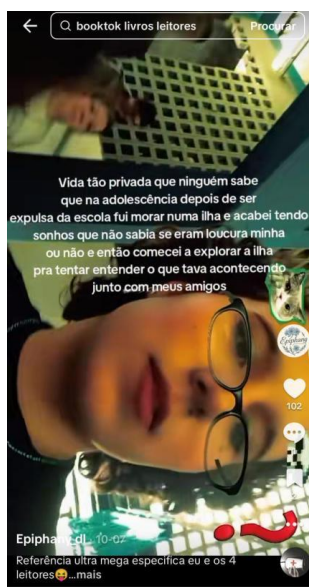 booktok livros leitores
Procurar
Vida tão privada que ninguém sabe
que na adolescência depois de ser
expulsa da escola fui morar numa ilha e acabei tendo
sonhos que não sabia se eram loucura minha
ou não e então comecei a explorar a ilha
pra tentar entender o que tava acontecendo
junto com meus amigos
Epiphany
102
Epiphany_dl · 10-07
Referência ultra mega específica eu e os 4
leitores😝...mais